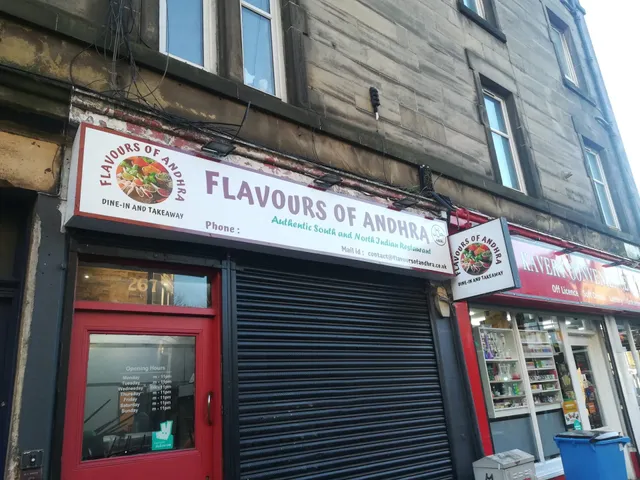 FLAVOURS OF ANDHRA
DINE-IN AND TAKEAWAY
FLAVOURS OF ANDHRA
Authentic South and North Indian Restaurant
Phone :
Mail id : contact@flavoursofandhra.co.uk
FLAVOURS OF ANDHRA
DINE-IN AND TAKEAWAY
Off Licence
267
Opening Hours
Monday
Tuesday
Wednesday
Thursday
Friday
Saturday
Sunday